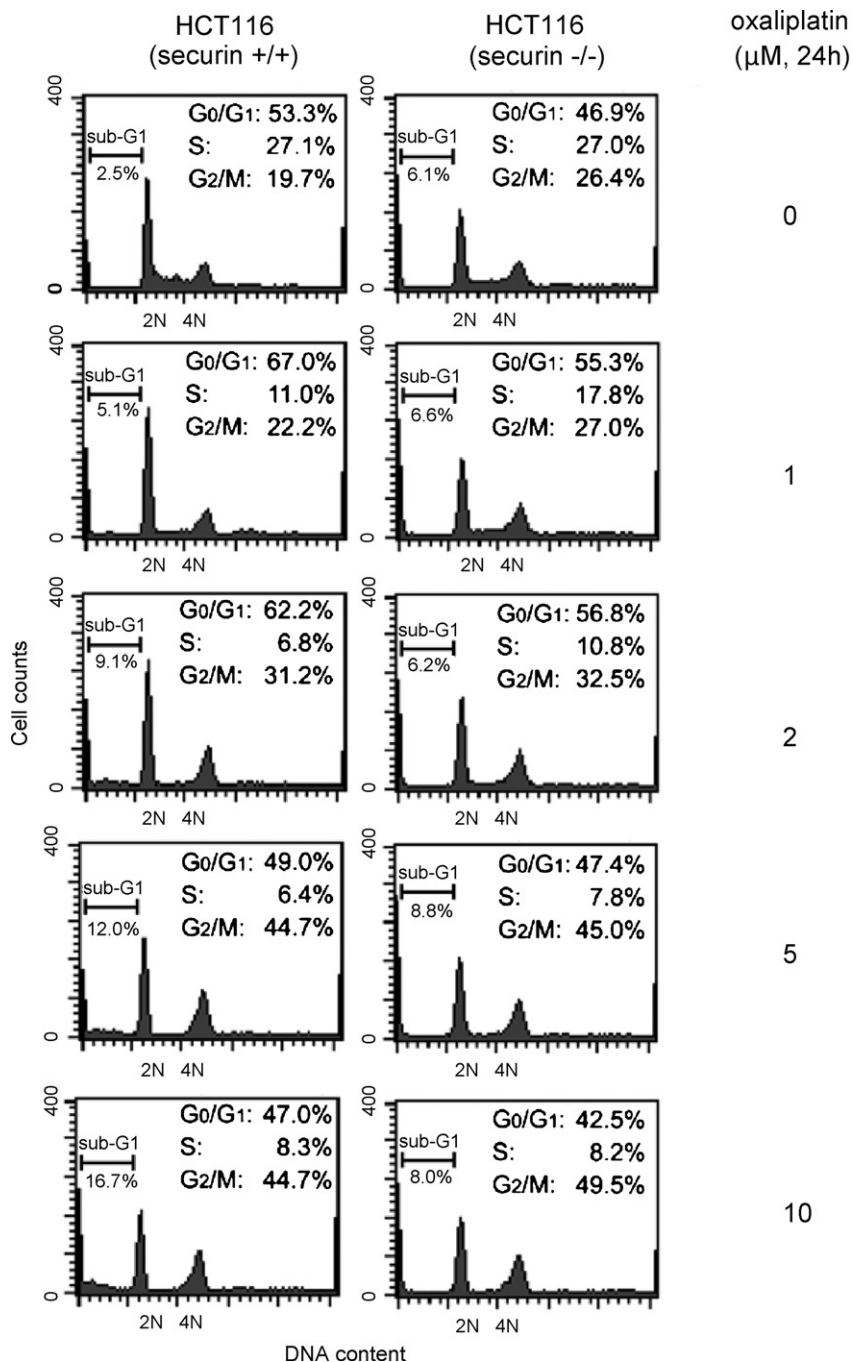 HCT116
(securin +/+)
HCT116
(securin -/-)
oxaliplatin
(μM, 24h)
400
sub-G1
2.5%
G0/G1: 53.3%
S: 27.1%
G2/M: 19.7%
0
2N 4N
400
sub-G1
6.1%
G0/G1: 46.9%
S: 27.0%
G2/M: 26.4%
0
2N 4N
0
400
sub-G1
5.1%
G0/G1: 67.0%
S: 11.0%
G2/M: 22.2%
0
2N 4N
400
sub-G1
6.6%
G0/G1: 55.3%
S: 17.8%
G2/M: 27.0%
0
2N 4N
1
Cell counts
400
sub-G1
9.1%
G0/G1: 62.2%
S: 6.8%
G2/M: 31.2%
0
2N 4N
400
sub-G1
6.2%
G0/G1: 56.8%
S: 10.8%
G2/M: 32.5%
0
2N 4N
2
400
sub-G1
12.0%
G0/G1: 49.0%
S: 6.4%
G2/M: 44.7%
0
2N 4N
400
sub-G1
8.8%
G0/G1: 47.4%
S: 7.8%
G2/M: 45.0%
0
2N 4N
5
400
sub-G1
16.7%
G0/G1: 47.0%
S: 8.3%
G2/M: 44.7%
0
2N 4N
400
sub-G1
8.0%
G0/G1: 42.5%
S: 8.2%
G2/M: 49.5%
0
2N 4N
10
DNA content